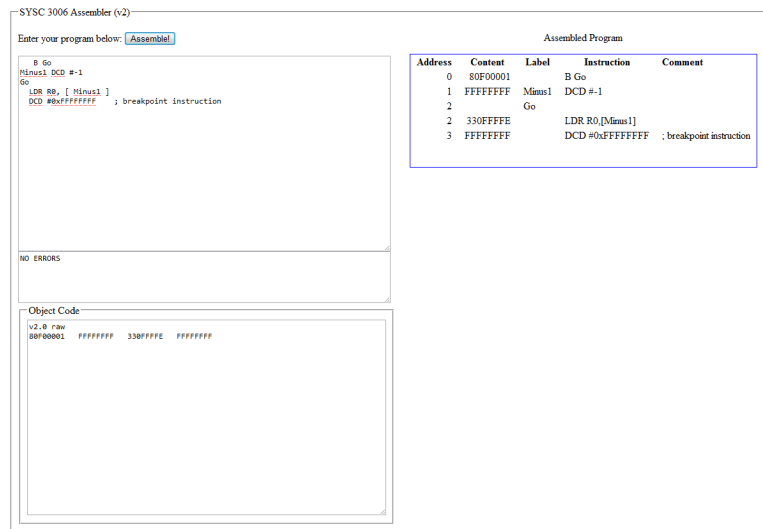 SYSC 3006 Assembler (v2)
Enter your program below: Assemble!
B Go
Minus1 DCD #-1
Go
LDR R0, [ Minus1 ]
DCD #0xFFFFFFFF ; breakpoint instruction
NO ERRORS
Object Code
v2.0 raw
80F00001 FFFFFFFF 330FFFFE FFFFFFFF
Assembled Program
Address Content Label Instruction Comment
0 80F00001 B Go
1 FFFFFFFF Minus1 DCD #-1
2 Go
2 330FFFFE LDR R0,[Minus1]
3 FFFFFFFF DCD #0xFFFFFFFF ; breakpoint instruction